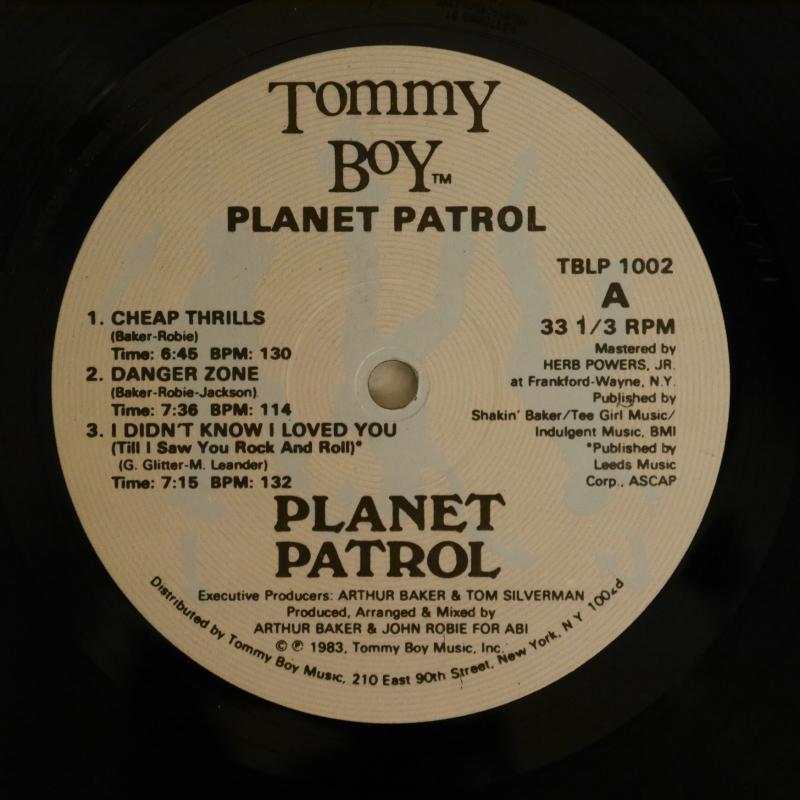 Tommy
Boy™
PLANET PATROL
TBLP 1002
A
33 1/3 RPM
Mastered by
HERB POWERS, JR.
at Frankford-Wayne, N.Y.
Published by
Shakin' Baker/Tee Girl Music/
Indulgent Music, BMI
*Published by
Leeds Music
Corp., ASCAP
1. CHEAP THRILLS
(Baker-Robie)
Time: 6:45 BPM: 130
2. DANGER ZONE
(Baker-Robie-Jackson)
Time: 7:36 BPM: 114
3. I DIDN'T KNOW I LOVED YOU
(Till I Saw You Rock And Roll)*
(G. Glitter-M. Leander)
Time: 7:15 BPM: 132
PLANET
PATROL
Executive Producers: ARTHUR BAKER & TOM SILVERMAN
Produced, Arranged & Mixed by
ARTHUR BAKER & JOHN ROBIE FOR ABI
© ℗ 1983, Tommy Boy Music, Inc.
Distributed by Tommy Boy Music, 210 East 90th Street, New York, NY